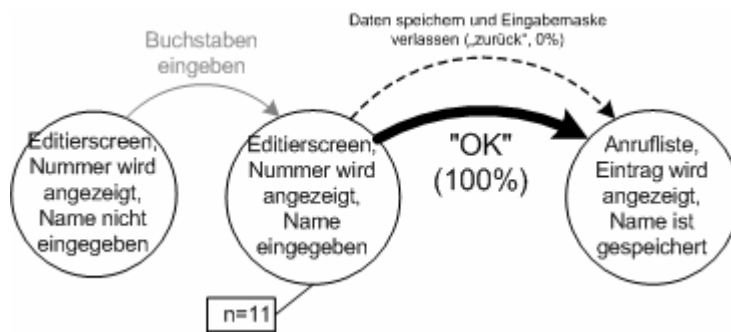 Buchstaben
eingeben
Daten speichern und Eingabemaske
verlassen („zurück“, 0%)
Editierscreen,
Nummer wird
angezeigt,
Name nicht
eingegeben
Editierscreen,
Nummer wird
angezeigt,
Name
eingegeben
"OK"
(100%)
Anrufliste,
Eintrag wird
angezeigt,
Name ist
gespeichert
n=11